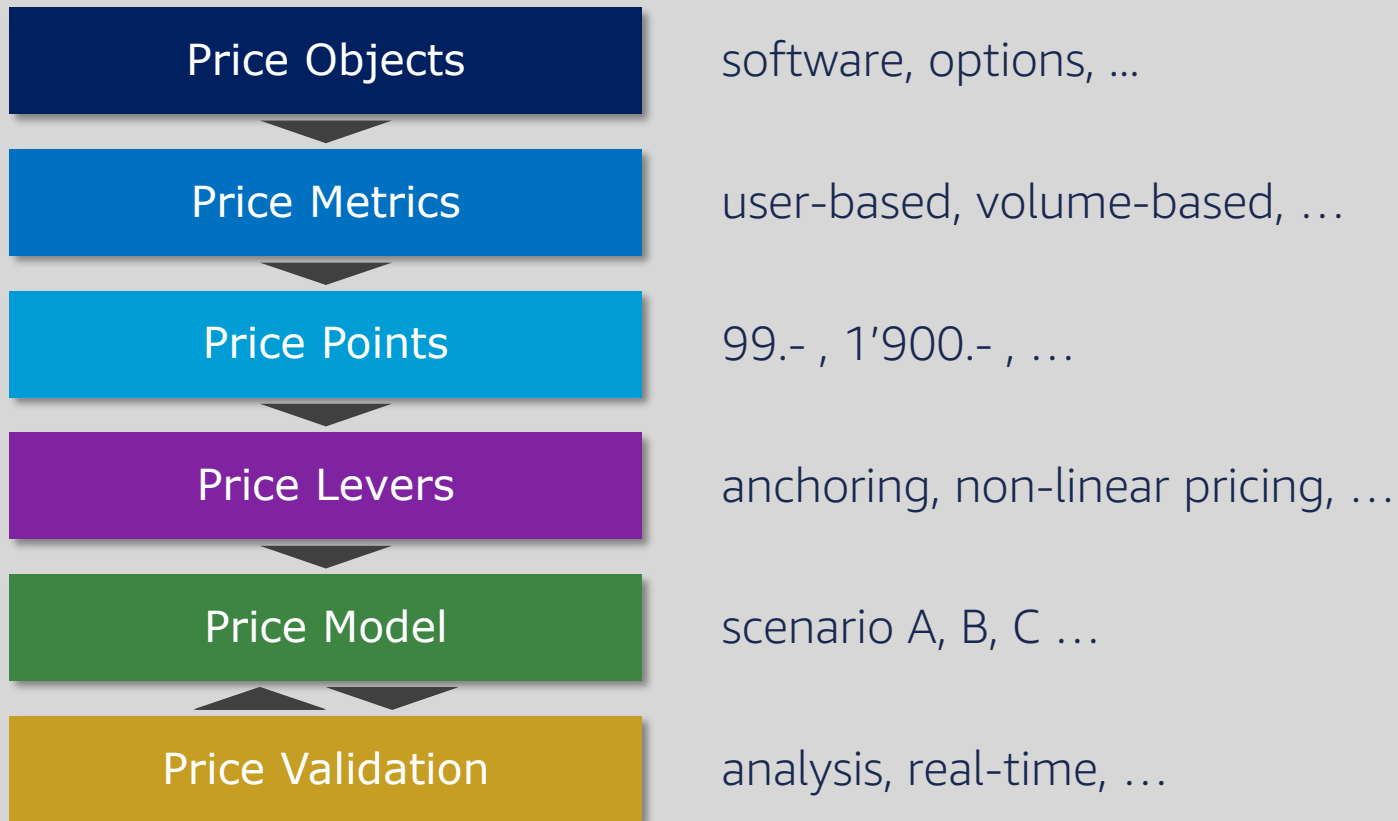 Price Objects
software, options, ...
Price Metrics
user-based, volume-based, …
Price Points
99.- , 1’900.- , …
Price Levers
anchoring, non-linear pricing, …
Price Model
scenario A, B, C …
Price Validation
analysis, real-time, …